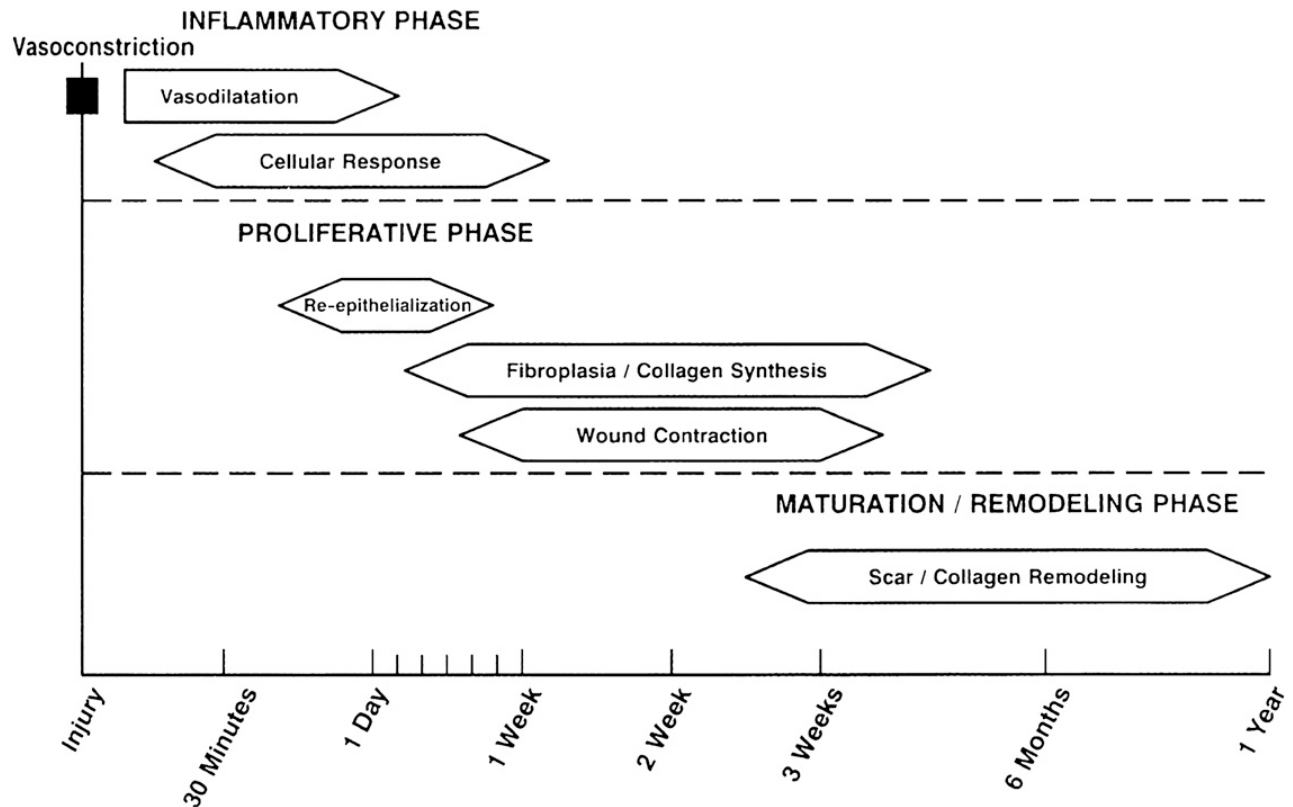 INFLAMMATORY PHASE
Vasoconstriction
Vasodilatation
Cellular Response
PROLIFERATIVE PHASE
Re-epithelialization
Fibroplasia / Collagen Synthesis
Wound Contraction
MATURATION / REMODELING PHASE
Scar / Collagen Remodeling
Injury
30 Minutes
1 Day
1 Week
2 Week
3 Weeks
6 Months
1 Year